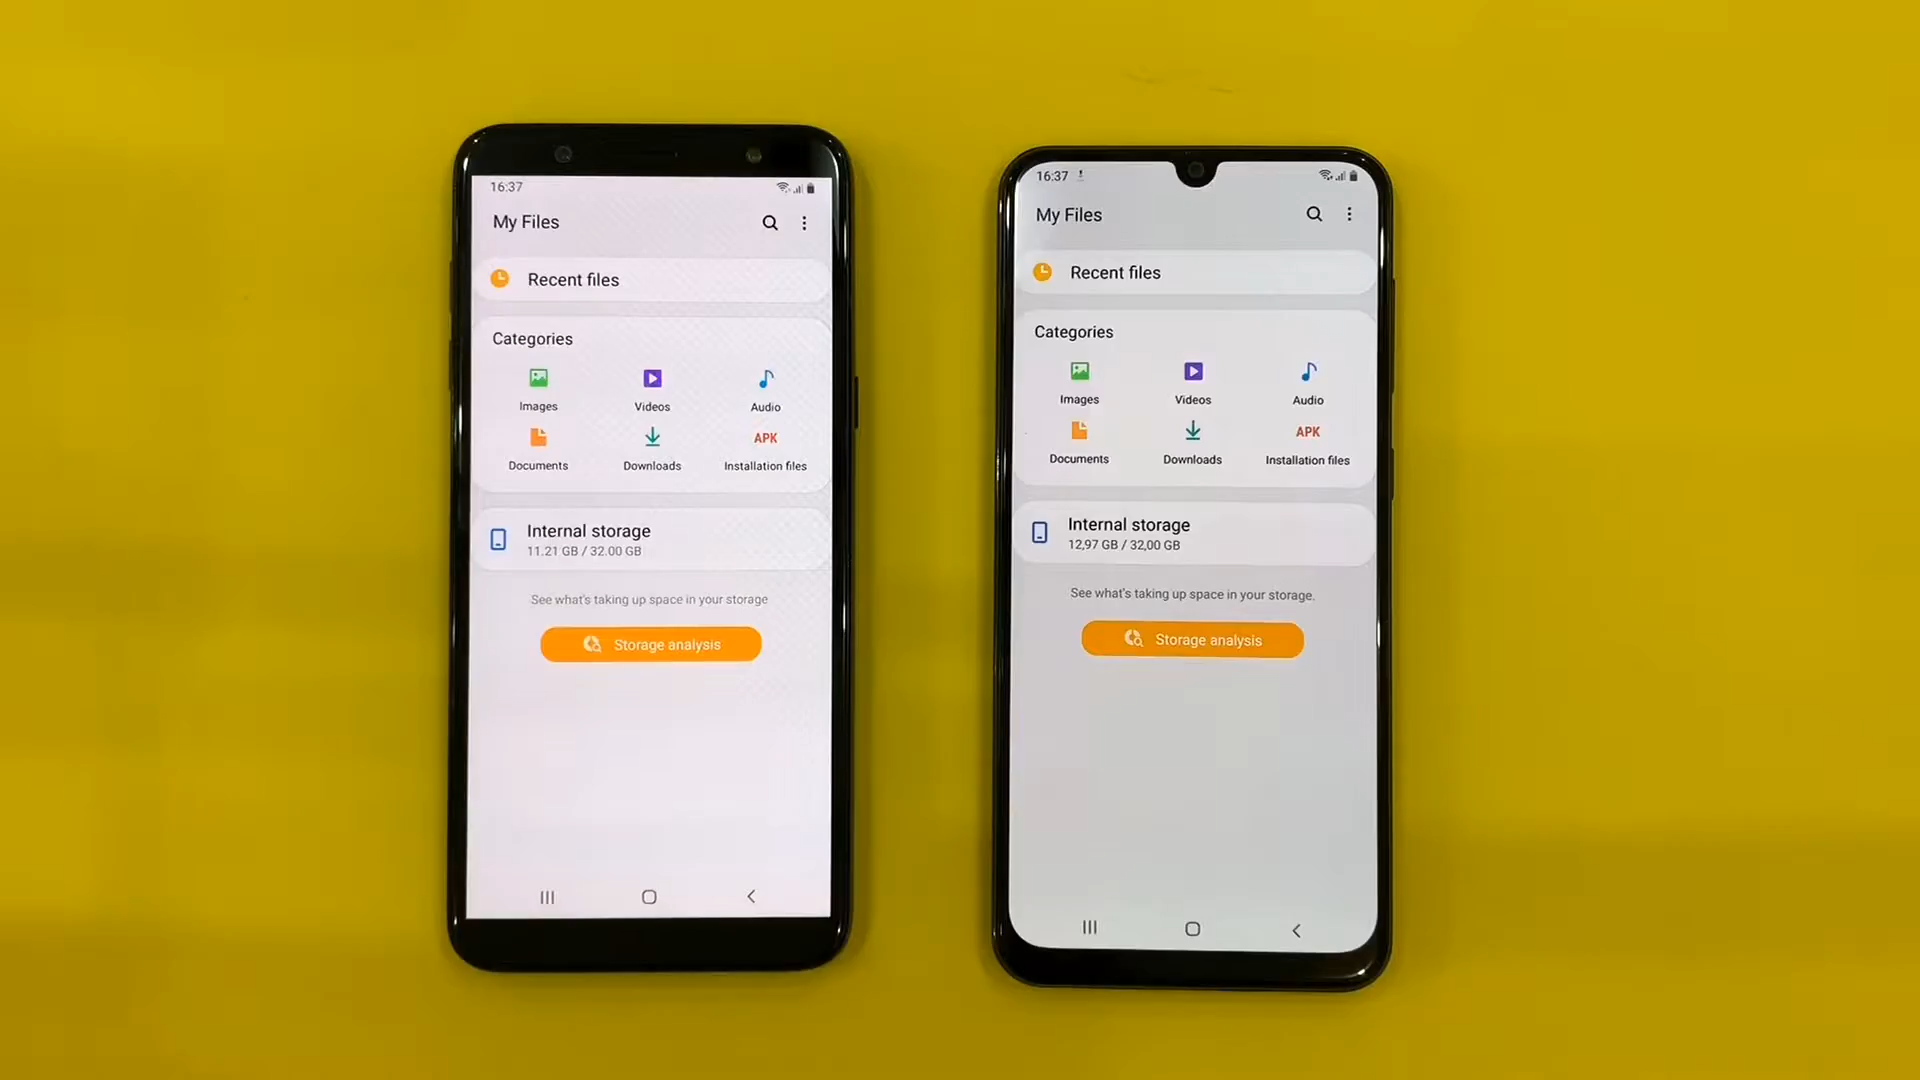 16:37
My Files
Recent files
Categories
Images
Videos
Audio
APK
Documents
Downloads
Installation files
Internal storage
11.21 GB / 32.00 GB
See what's taking up space in your storage
Storage analysis
16:37
My Files
Recent files
Categories
Images
Videos
Audio
APK
Documents
Downloads
Installation files
Internal storage
12,97 GB / 32,00 GB
See what's taking up space in your storage.
Storage analysis